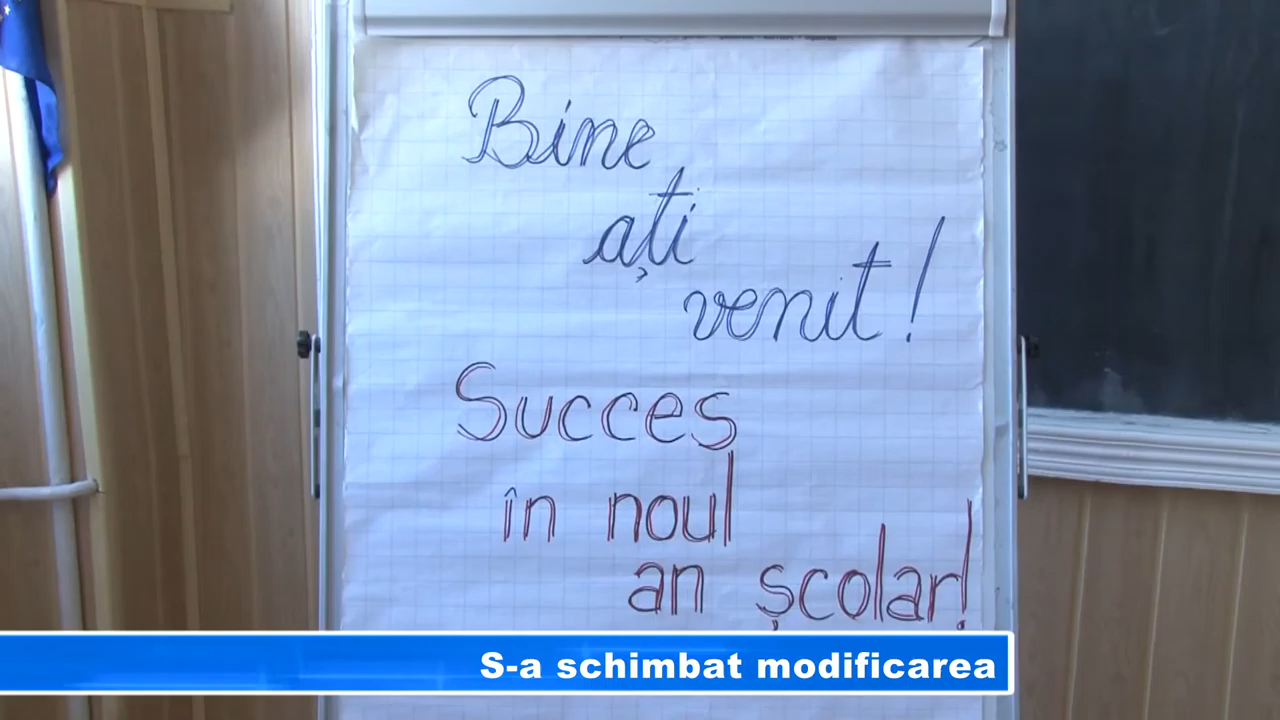 Bine
ați
venit!
Succes
în noul
an școlar!
S-a schimbat modificarea